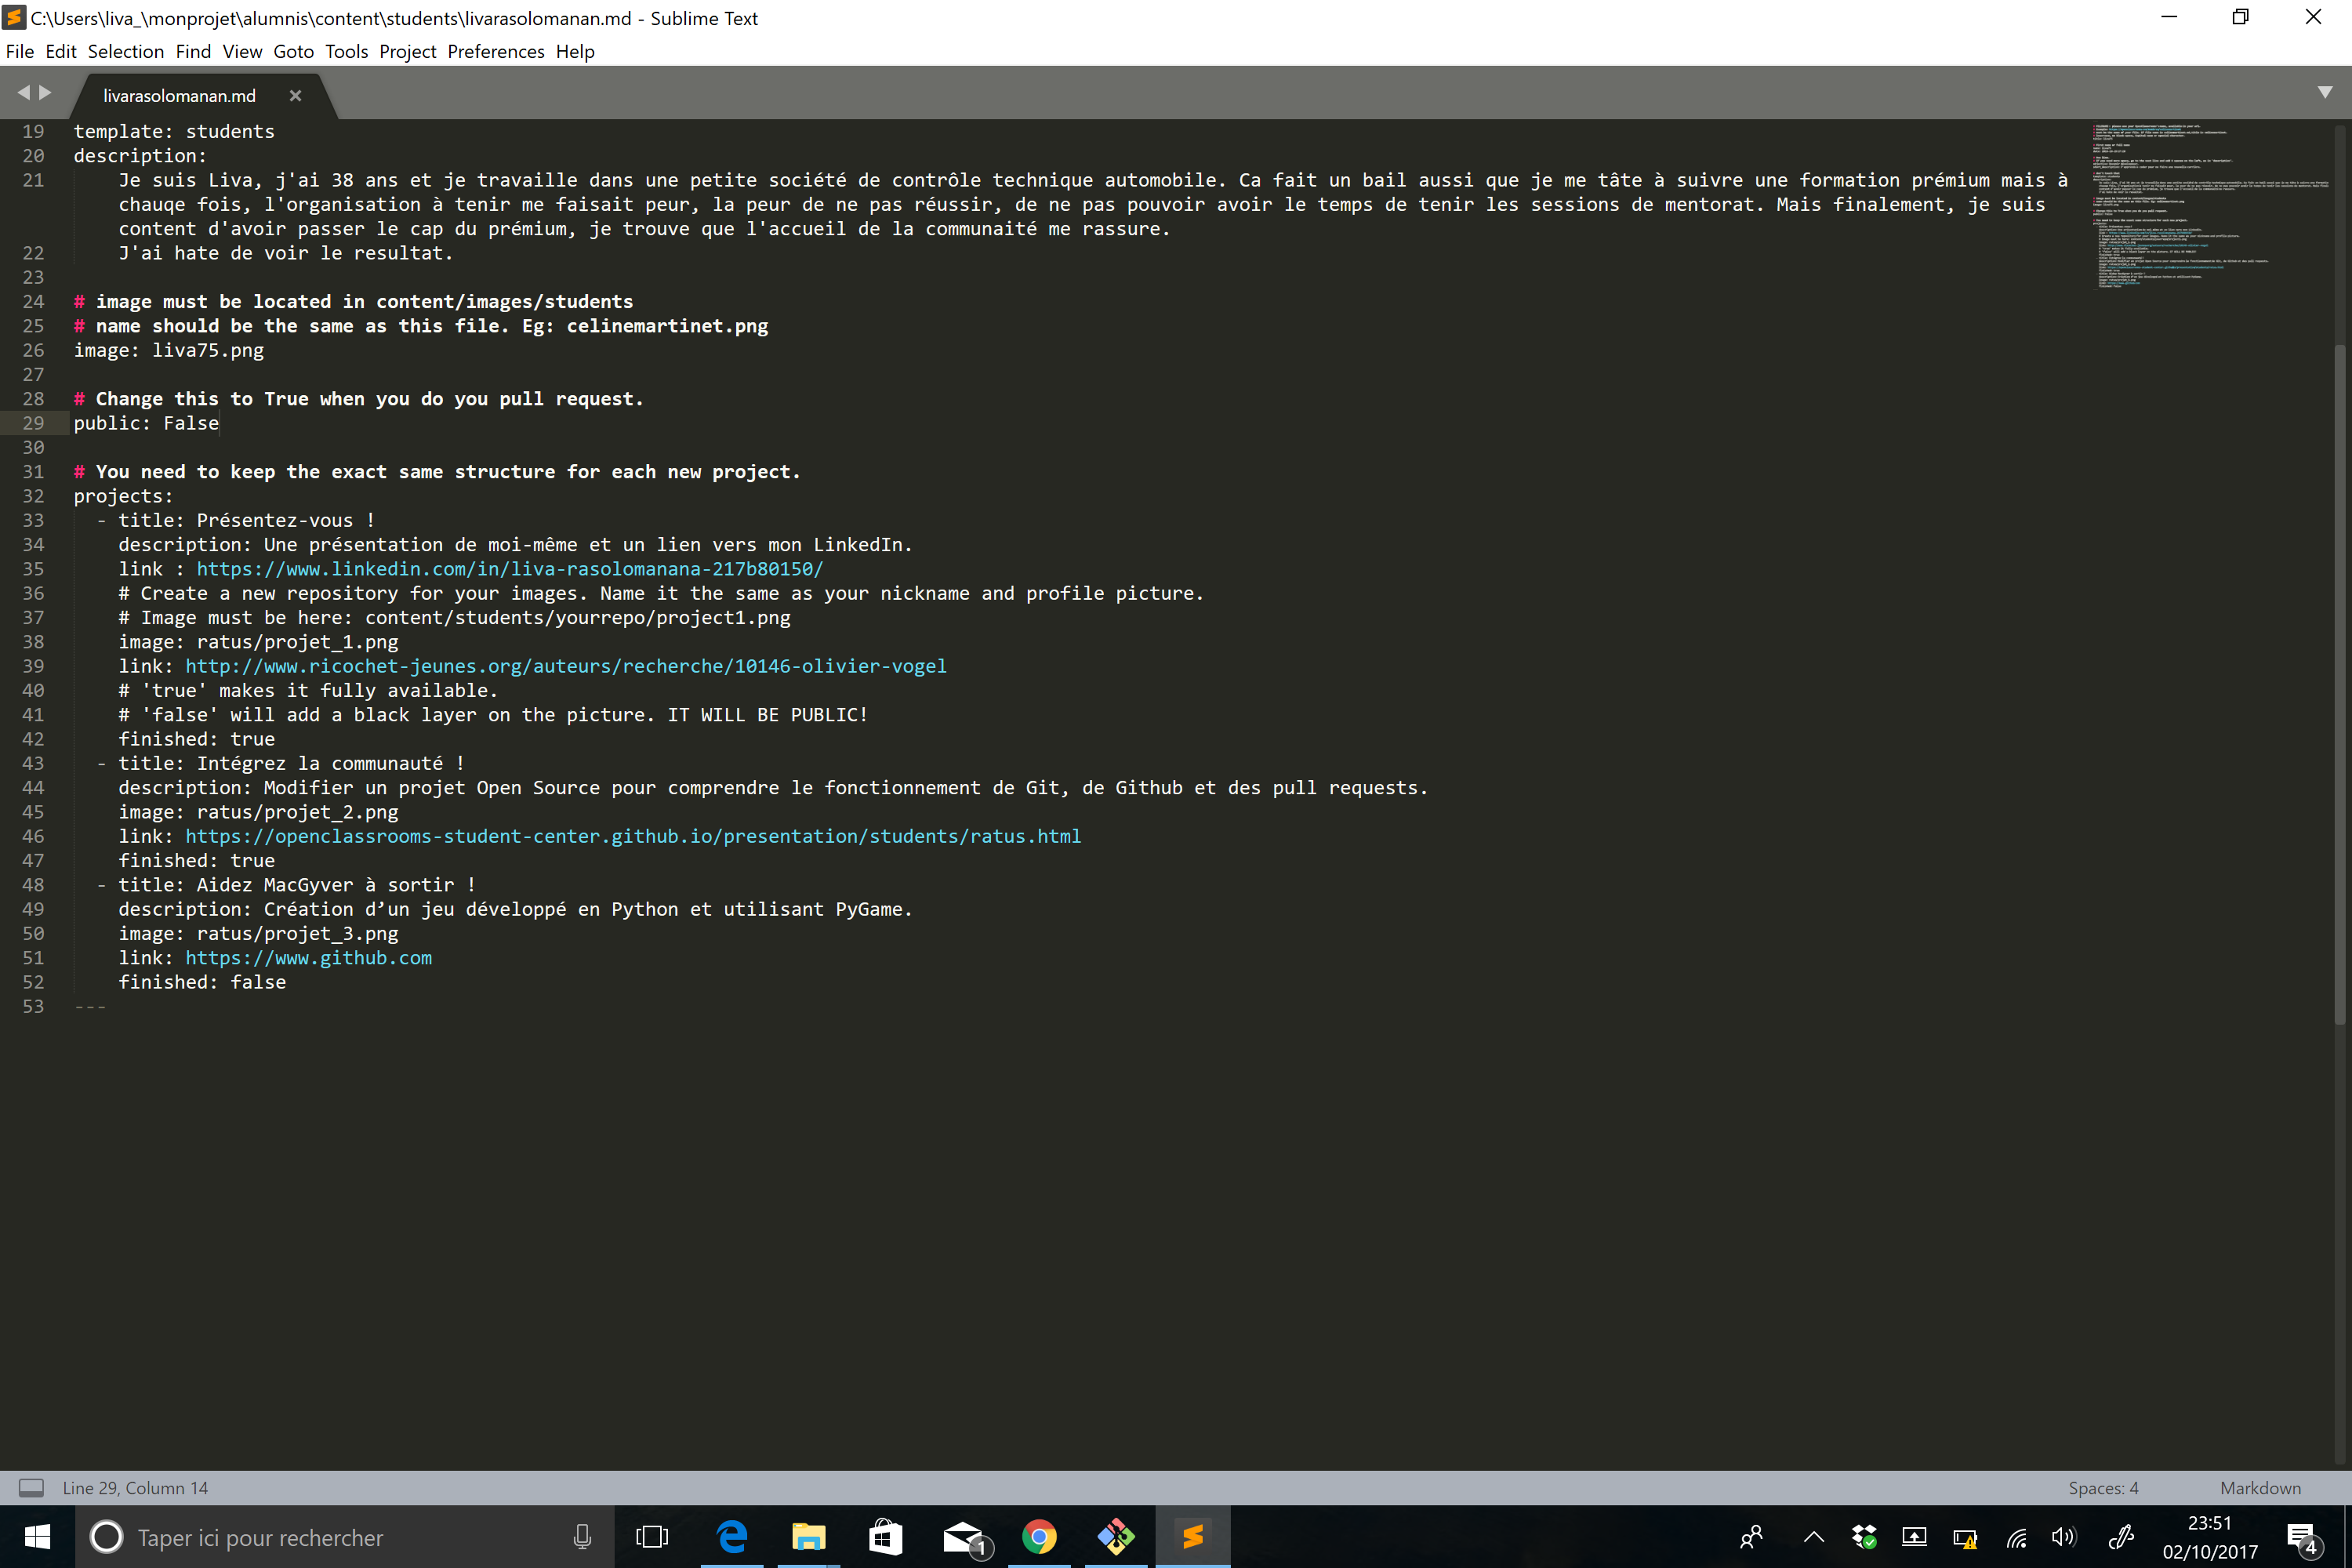 C:\Users\liva_\monprojet\alumnis\content\students\livarasolomanan.md - Sublime Text
File Edit Selection Find View Goto Tools Project Preferences Help
livarasolomanan.md
19 template: students
20 description:
21 Je suis Liva, j'ai 38 ans et je travaille dans une petite société de contrôle technique automobile. Ca fait un bail aussi que je me tâte à suivre une formation prémium mais à
chauqe fois, l'organisation à tenir me faisait peur, la peur de ne pas réussir, de ne pas pouvoir avoir le temps de tenir les sessions de mentorat. Mais finalement, je suis
content d'avoir passer le cap du prémium, je trouve que l'accueil de la communaité me rassure.
22 J'ai hate de voir le resultat.
23
24 # image must be located in content/images/students
25 # name should be the same as this file. Eg: celinemartinet.png
26 image: liva75.png
27
28 # Change this to True when you do you pull request.
29 public: False
30
31 # You need to keep the exact same structure for each new project.
32 projects:
33 - title: Présentez-vous !
34 description: Une présentation de moi-même et un lien vers mon LinkedIn.
35 link : https://www.linkedin.com/in/liva-rasolomanana-217b80150/
36 # Create a new repository for your images. Name it the same as your nickname and profile picture.
37 # Image must be here: content/students/yourrepo/project1.png
38 image: ratus/projet_1.png
39 link: http://www.ricochet-jeunes.org/auteurs/recherche/10146-olivier-vogel
40 # 'true' makes it fully available.
41 # 'false' will add a black layer on the picture. IT WILL BE PUBLIC!
42 finished: true
43 - title: Intégrez la communauté !
44 description: Modifier un projet Open Source pour comprendre le fonctionnement de Git, de Github et des pull requests.
45 image: ratus/projet_2.png
46 link: https://openclassrooms-student-center.github.io/presentation/students/ratus.html
47 finished: true
48 - title: Aidez MacGyver à sortir !
49 description: Création d’un jeu développé en Python et utilisant PyGame.
50 image: ratus/projet_3.png
51 link: https://www.github.com
52 finished: false
53 ---
Line 29, Column 14
Spaces: 4
Markdown
Taper ici pour rechercher
1
23:51
02/10/2017
4